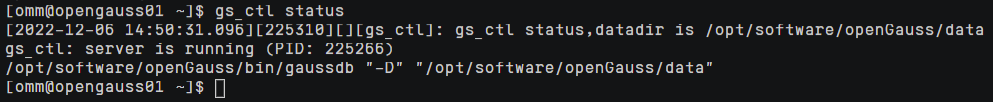 [omm@opengauss01 ~]$ gs_ctl status
[2022-12-06 14:50:31.096][225310][][gs_ctl]: gs_ctl status,datadir is /opt/software/openGauss/data
gs_ctl: server is running (PID: 225266)
/opt/software/openGauss/bin/gaussdb "-D" "/opt/software/openGauss/data"
[omm@opengauss01 ~]$